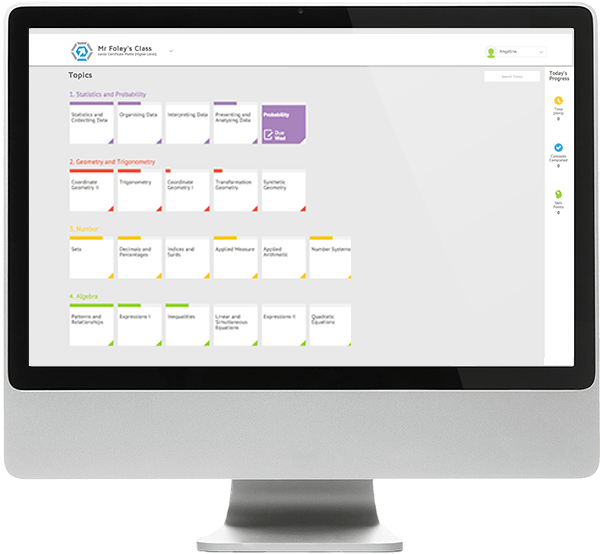 Mr Foley's Class
Junior Certificate Maths (Higher Level)
Angelina
Topics
Search Topics
Today's
Progress
1. Statistics and Probability
Statistics and
Collecting Data
Organising Data
Interpreting Data
Presenting and
Analysing Data
Probability
Due
Wed
Time
(mins)
0
2. Geometry and Trigonometry
Coordinate
Geometry II
Trigonometry
Coordinate
Geometry I
Transformation
Geometry
Synthetic
Geometry
Concepts
Completed
0
Points
0
3. Number
Sets
Decimals and
Percentages
Indices and
Surds
Applied Measure
Applied
Arithmetic
Number Systems
4. Algebra
Patterns and
Relationships
Expressions I
Inequalities
Linear and
Simultaneous
Equations
Expressions II
Quadratic
Equations